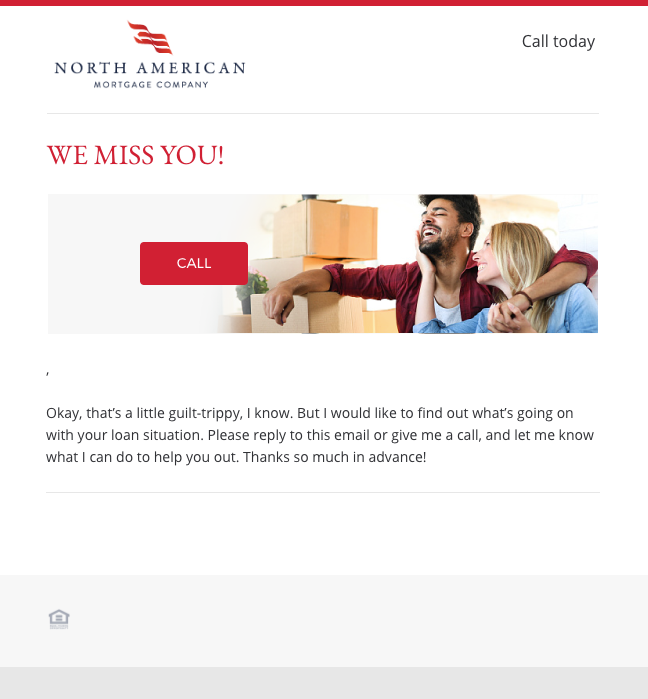 NORTH AMERICAN
MORTGAGE COMPANY
Call today
WE MISS YOU!
CALL
,
Okay, that’s a little guilt-trippy, I know. But I would like to find out what’s going on
with your loan situation. Please reply to this email or give me a call, and let me know
what I can do to help you out. Thanks so much in advance!